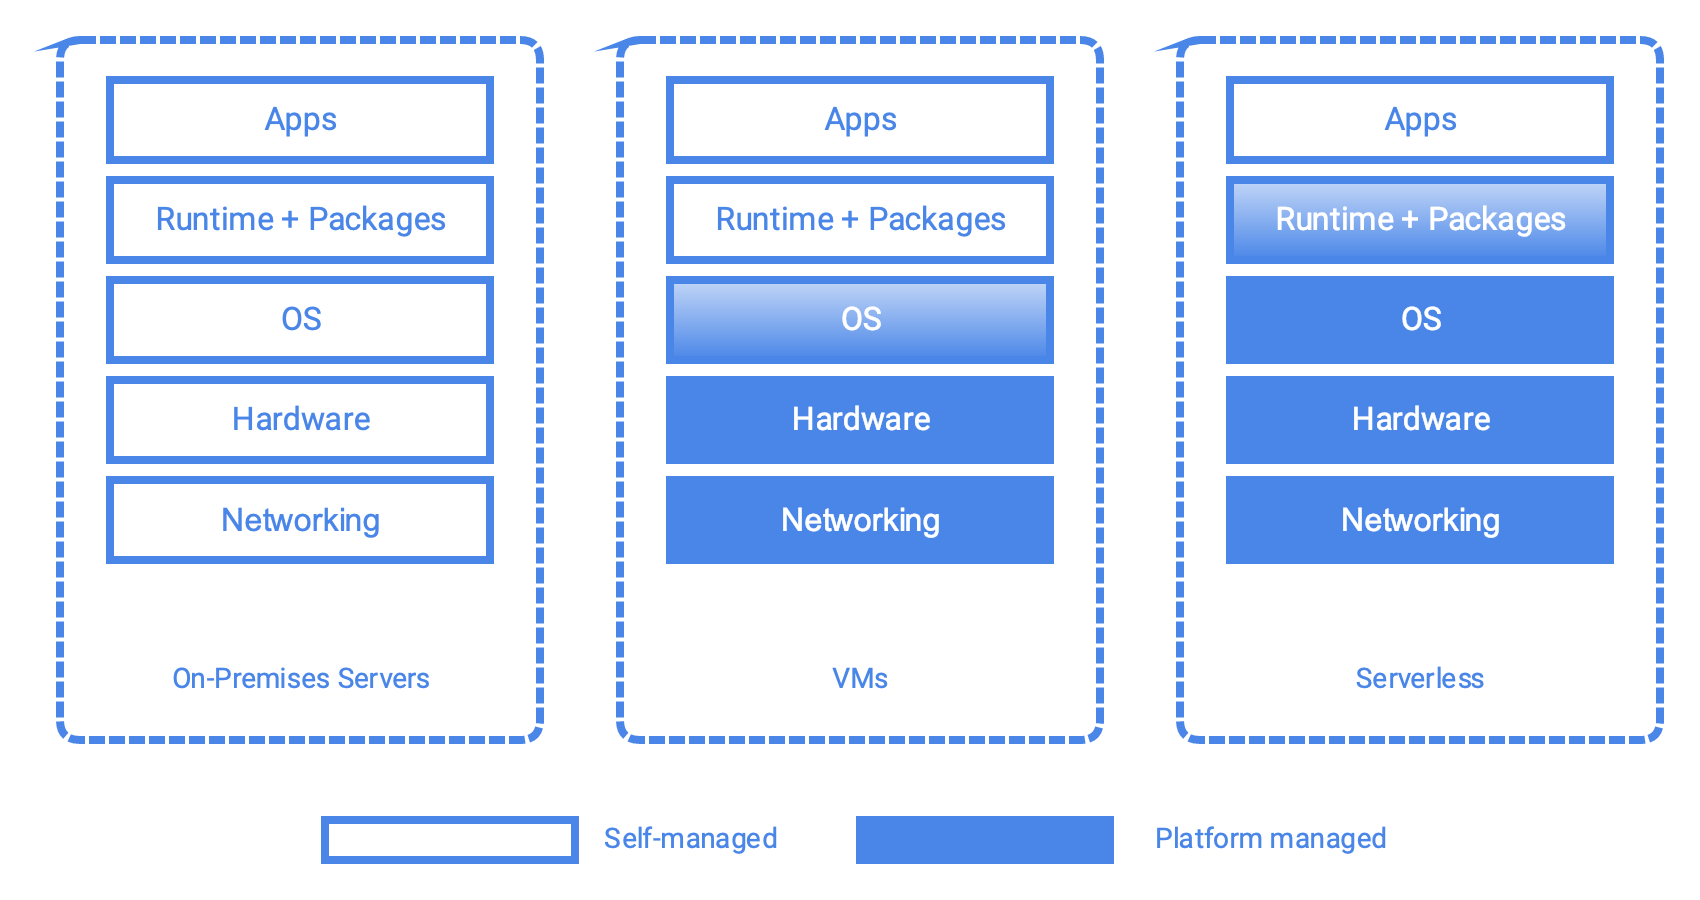 Apps
Runtime + Packages
OS
Hardware
Networking
On-Premises Servers
Apps
Runtime + Packages
OS
Hardware
Networking
VMs
Apps
Runtime + Packages
OS
Hardware
Networking
Serverless
Self-managed
Platform managed